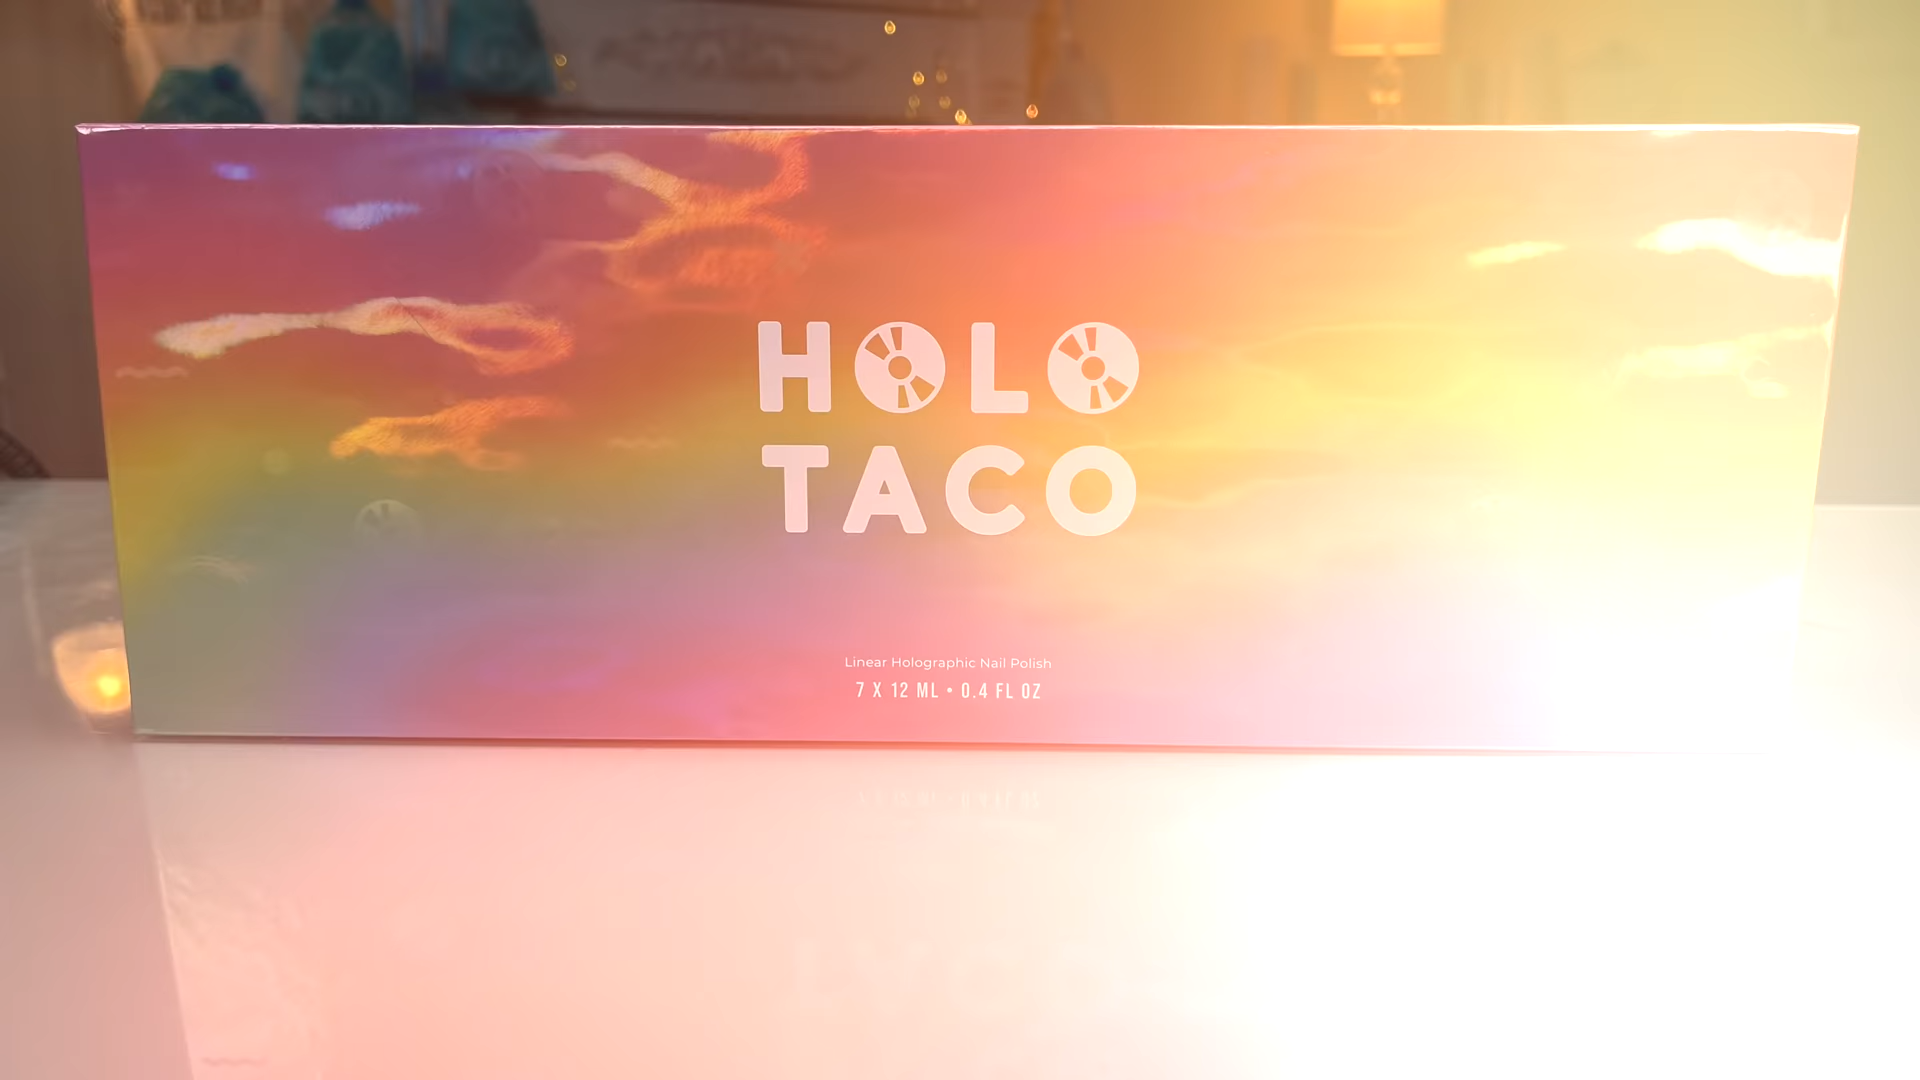 HOLO
TACO
Linear Holographic Nail Polish
7 X 12 ML • 0.4 FL OZ